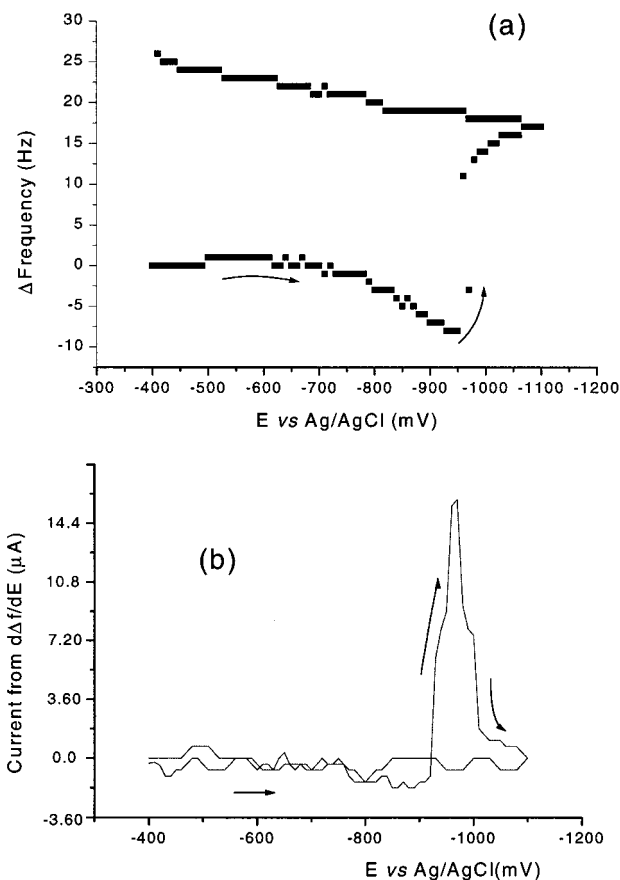 (a)
30
25
20
15
10
5
0
-5
-10
Δ Frequency (Hz)
-300 -400 -500 -600 -700 -800 -900 -1000 -1100 -1200
E vs Ag/AgCl (mV)
(b)
14.4
10.8
7.20
3.60
0.0
-3.60
Current from dΔf/dE (μA)
-400 -600 -800 -1000 -1200
E vs Ag/AgCl(mV)